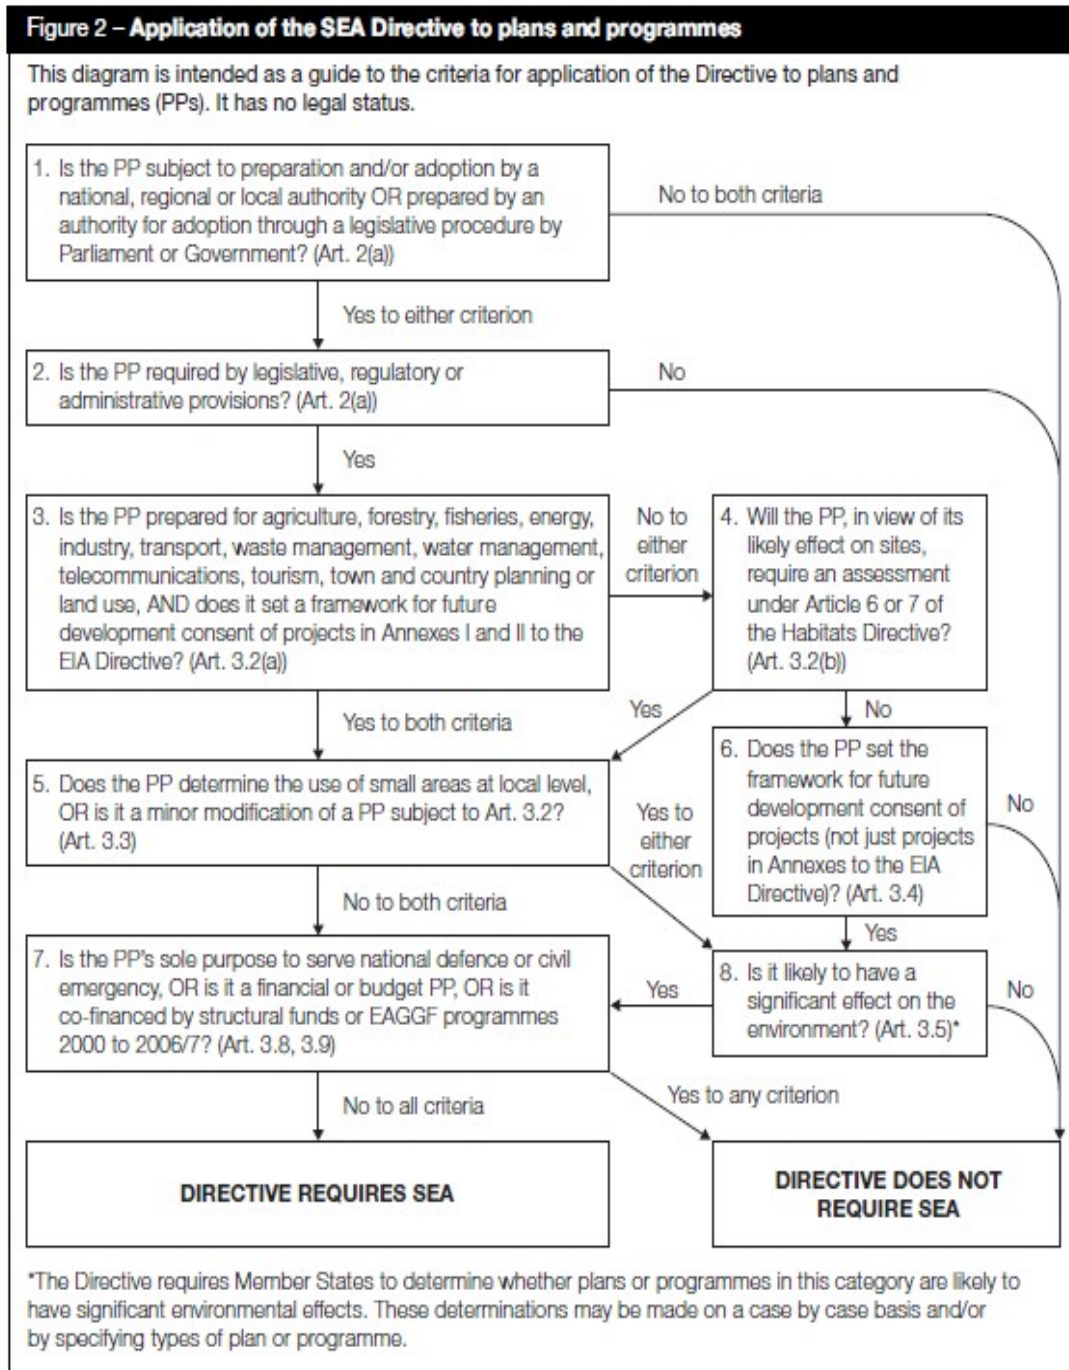 Figure 2 – Application of the SEA Directive to plans and programmes
This diagram is intended as a guide to the criteria for application of the Directive to plans and
programmes (PPs). It has no legal status.
1. Is the PP subject to preparation and/or adoption by a
national, regional or local authority OR prepared by an
authority for adoption through a legislative procedure by
Parliament or Government? (Art. 2(a))
No to both criteria
Yes to either criterion
2. Is the PP required by legislative, regulatory or
administrative provisions? (Art. 2(a))
No
Yes
3. Is the PP prepared for agriculture, forestry, fisheries, energy,
industry, transport, waste management, water management,
telecommunications, tourism, town and country planning or
land use, AND does it set a framework for future
development consent of projects in Annexes I and II to the
EIA Directive? (Art. 3.2(a))
No to
either
criterion
4. Will the PP, in view of its
likely effect on sites,
require an assessment
under Article 6 or 7 of
the Habitats Directive?
(Art. 3.2(b))
Yes to both criteria
Yes
No
5. Does the PP determine the use of small areas at local level,
OR is it a minor modification of a PP subject to Art. 3.2?
(Art. 3.3)
Yes to
either
criterion
6. Does the PP set the
framework for future
development consent of
projects (not just projects
in Annexes to the EIA
Directive)? (Art. 3.4)
No
No to both criteria
Yes
7. Is the PP's sole purpose to serve national defence or civil
emergency, OR is it a financial or budget PP, OR is it
co-financed by structural funds or EAGGF programmes
2000 to 2006/7? (Art. 3.8, 3.9)
Yes
8. Is it likely to have a
significant effect on the
environment? (Art. 3.5)*
No
No to all criteria
Yes to any criterion
DIRECTIVE REQUIRES SEA
DIRECTIVE DOES NOT
REQUIRE SEA
*The Directive requires Member States to determine whether plans or programmes in this category are likely to
have significant environmental effects. These determinations may be made on a case by case basis and/or
by specifying types of plan or programme.